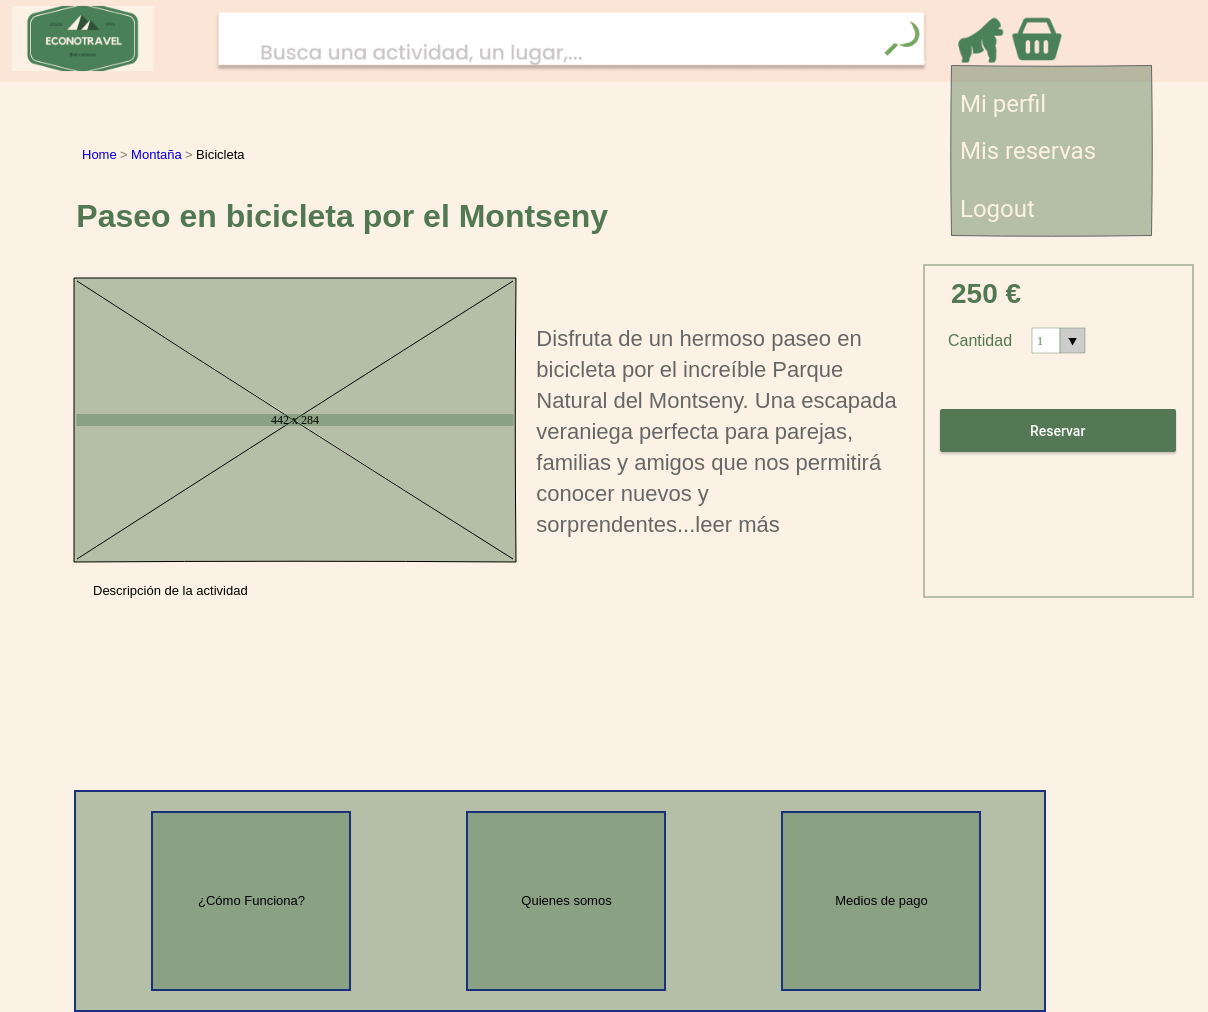 ECONOTRAVEL
Busca una actividad, un lugar,...
Mi perfil
Mis reservas
Logout
Home > Montaña > Bicicleta
Paseo en bicicleta por el Montseny
442 x 284
Disfruta de un hermoso paseo en
bicicleta por el increíble Parque
Natural del Montseny. Una escapada
veraniega perfecta para parejas,
familias y amigos que nos permitirá
conocer nuevos y
sorprendentes...leer más
250 €
Cantidad 1
Reservar
Descripción de la actividad
¿Cómo Funciona?
Quienes somos
Medios de pago